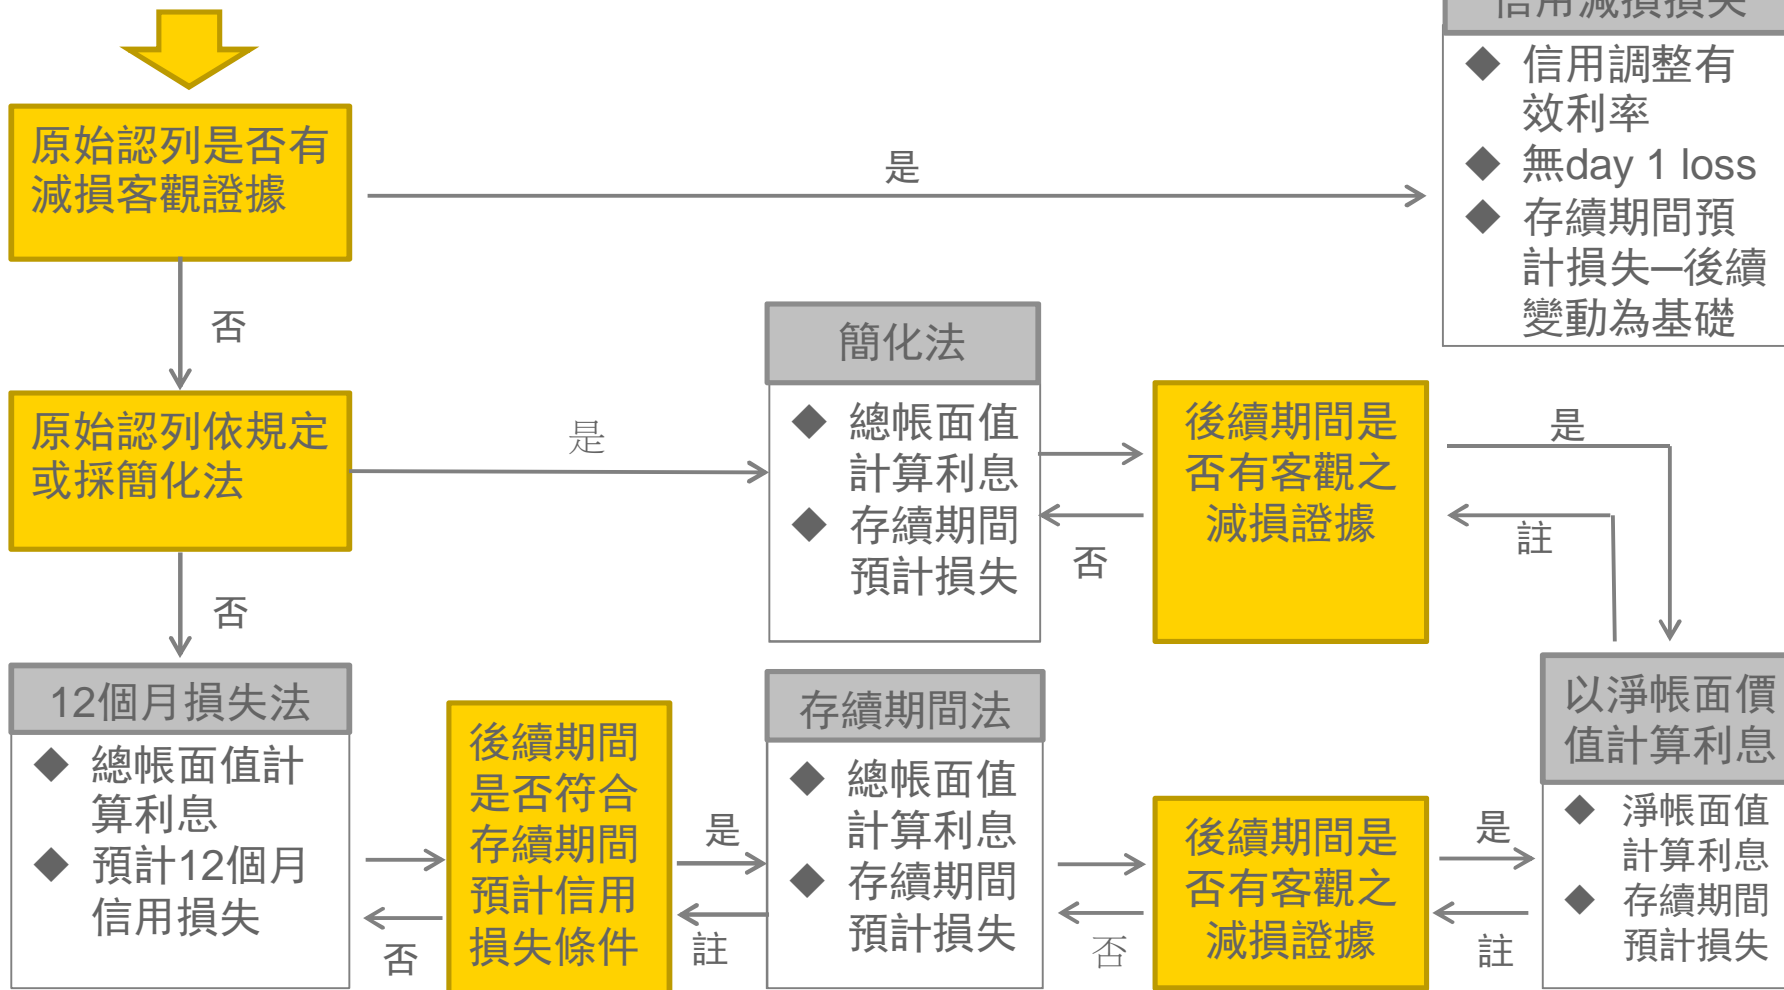 信用減損損失
◆ 信用調整有
效利率
◆ 無day 1 loss
◆ 存續期間預
計損失—後續
變動為基礎
原始認列是否有
減損客觀證據
是
否
原始認列依規定
或採簡化法
是
簡化法
◆ 總帳面值
計算利息
◆ 存續期間
預計損失
後續期間是
否有客觀之
減損證據
是
否
註
否
12個月損失法
◆ 總帳面值計
算利息
◆ 預計12個月
信用損失
後續期間
是否符合
存續期間
預計信用
損失條件
是
否
註
存續期間法
◆ 總帳面值
計算利息
◆ 存續期間
預計損失
後續期間是
否有客觀之
減損證據
是
否
註
以淨帳面價
值計算利息
◆ 淨帳面值
計算利息
◆ 存續期間
預計損失